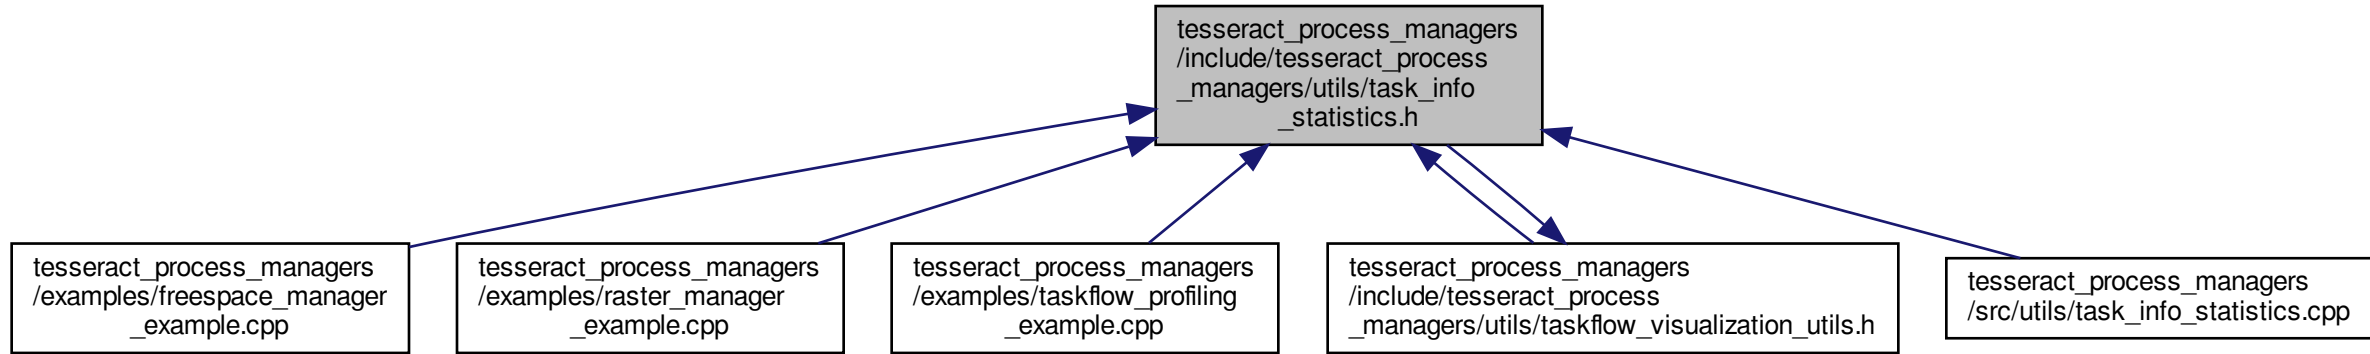 tesseract_process_managers
/include/tesseract_process
_managers/utils/task_info
_statistics.h
tesseract_process_managers
/examples/freespace_manager
_example.cpp
tesseract_process_managers
/examples/raster_manager
_example.cpp
tesseract_process_managers
/examples/taskflow_profiling
_example.cpp
tesseract_process_managers
/include/tesseract_process
_managers/utils/taskflow_visualization_utils.h
tesseract_process_managers
/src/utils/task_info_statistics.cpp